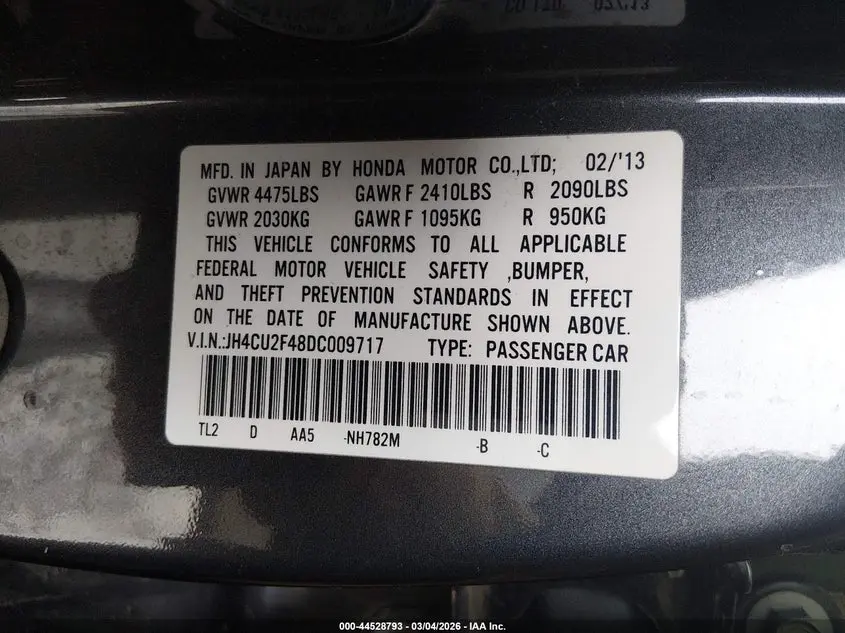 CO LTD
MFD. IN JAPAN BY HONDA MOTOR CO.,LTD; 02/'13
GVWR 4475LBS GAWR F 2410LBS R 2090LBS
GVWR 2030KG GAWR F 1095KG R 950KG
THIS VEHICLE CONFORMS TO ALL APPLICABLE
FEDERAL MOTOR VEHICLE SAFETY ,BUMPER,
AND THEFT PREVENTION STANDARDS IN EFFECT
ON THE DATE OF MANUFACTURE SHOWN ABOVE.
V.I.N.:JH4CU2F48DC009717 TYPE: PASSENGER CAR
TL2 D AA5 -NH782M -B -C
000-44528793 - 03/04/2026 - IAA Inc.